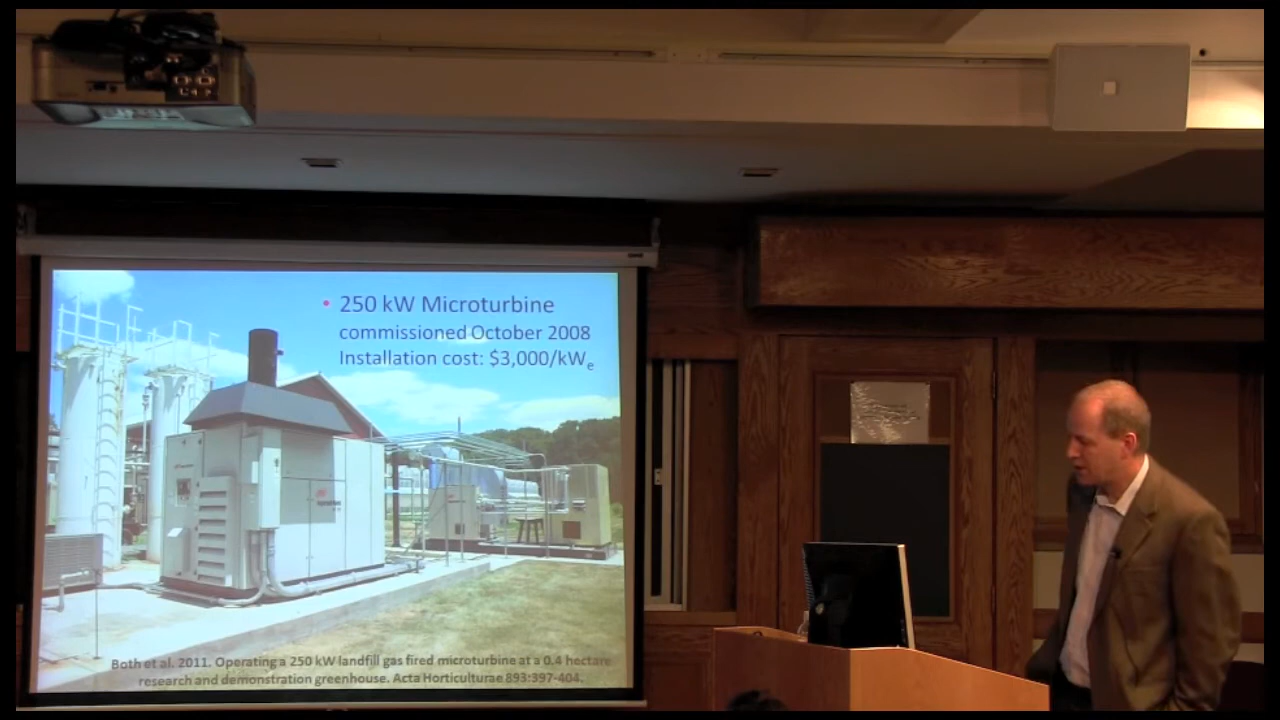 • 250 kW Microturbine
commissioned October 2008
Installation cost: $3,000/kWe
Both et al. 2011. Operating a 250 kW landfill gas fired microturbine at a 0.4 hectare
research and demonstration greenhouse. Acta Horticulturae 893:397-404.